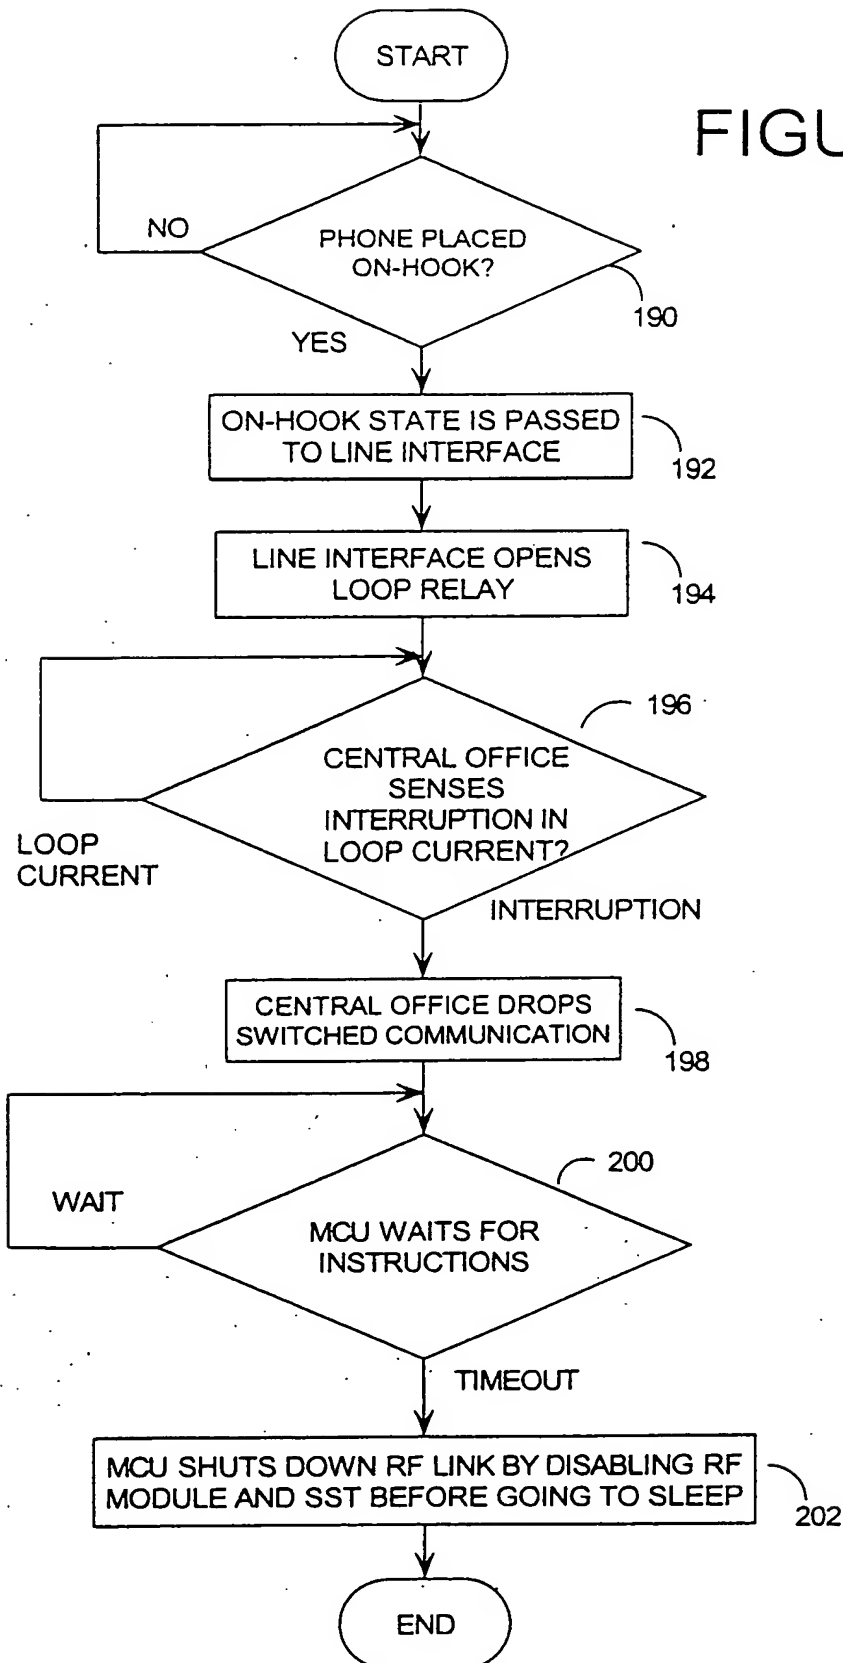 START
FIGU
NO
PHONE PLACED
ON-HOOK?
190
YES
ON-HOOK STATE IS PASSED
TO LINE INTERFACE
192
LINE INTERFACE OPENS
LOOP RELAY
194
196
CENTRAL OFFICE
SENSES
INTERRUPTION IN
LOOP CURRENT?
LOOP
CURRENT
INTERRUPTION
CENTRAL OFFICE DROPS
SWITCHED COMMUNICATION
198
200
WAIT
MCU WAITS FOR
INSTRUCTIONS
TIMEOUT
MCU SHUTS DOWN RF LINK BY DISABLING RF
MODULE AND SST BEFORE GOING TO SLEEP
202
END